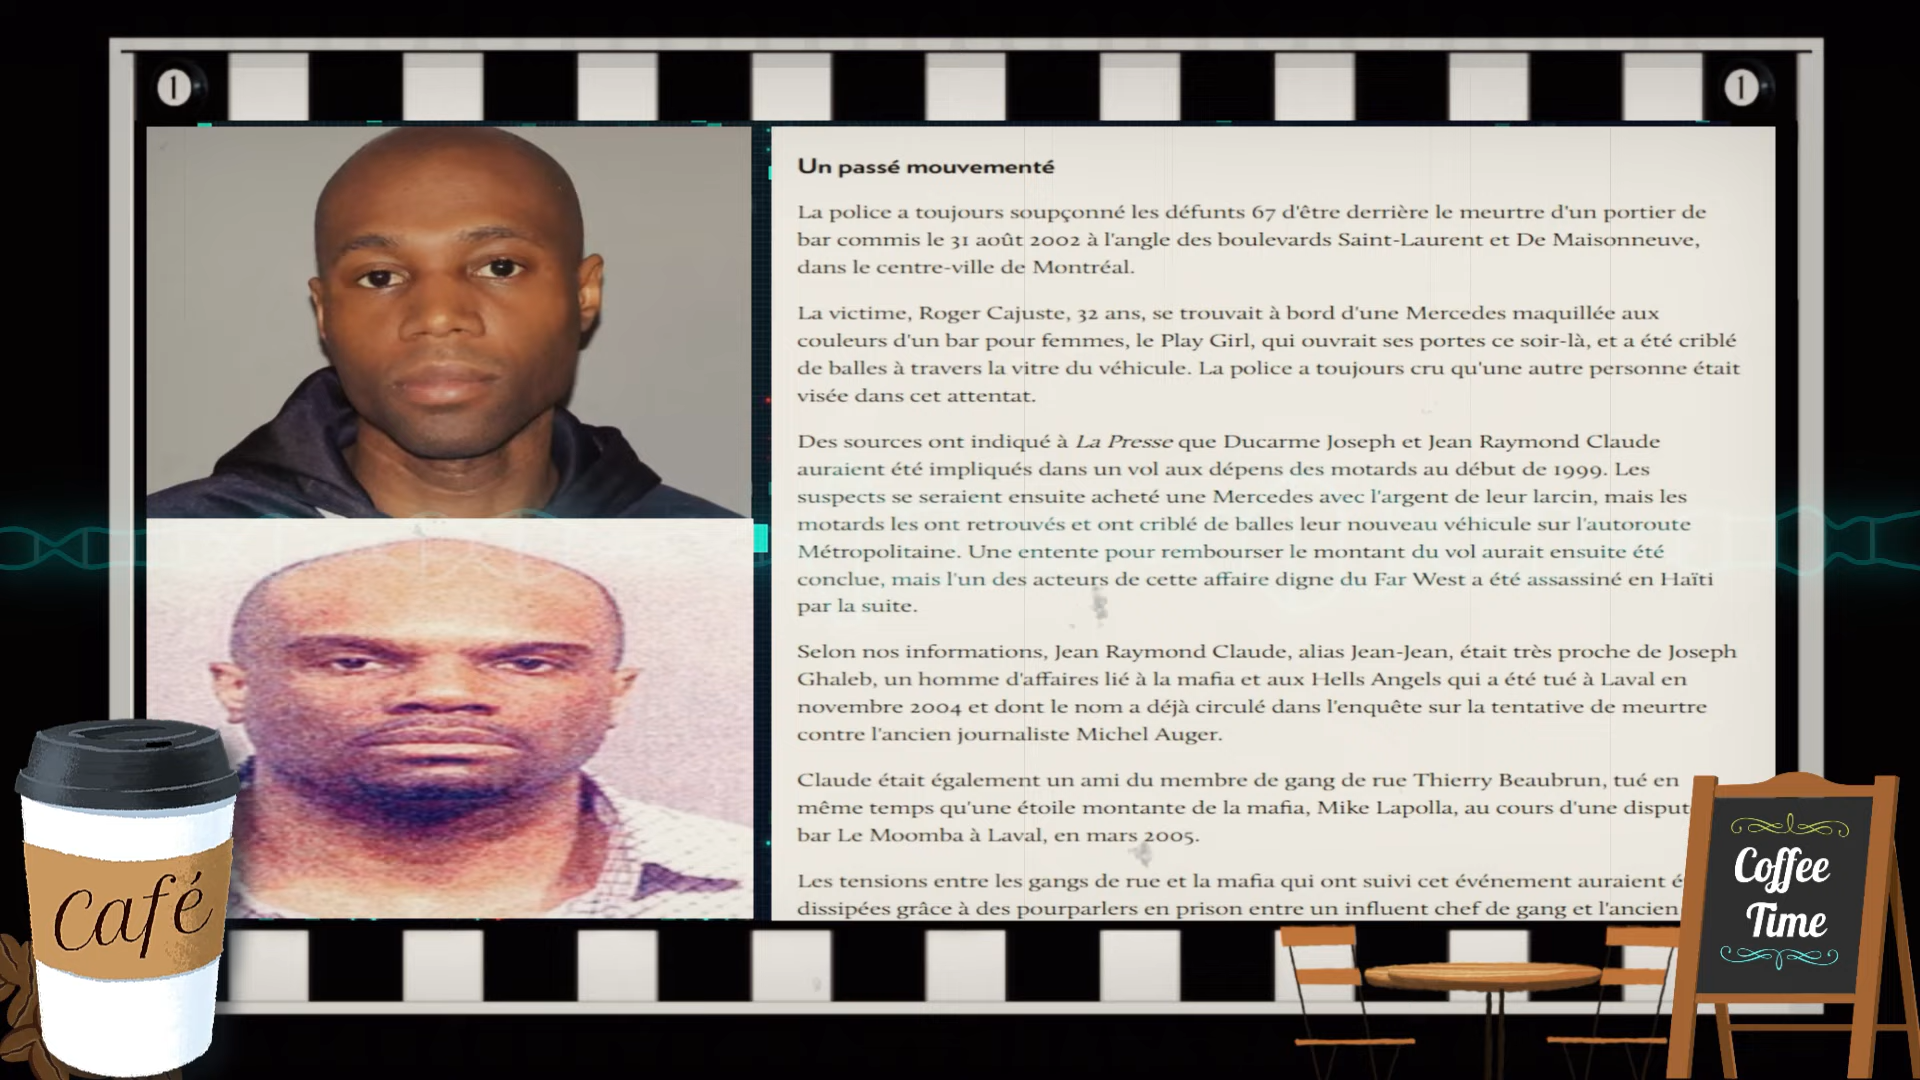 1
1
Un passé mouvementé
La police a toujours soupçonné les défunts 67 d'être derrière le meurtre d'un portier de
bar commis le 31 août 2002 à l'angle des boulevards Saint-Laurent et De Maisonneuve,
dans le centre-ville de Montréal.
La victime, Roger Cajuste, 32 ans, se trouvait à bord d'une Mercedes maquillée aux
couleurs d'un bar pour femmes, le Play Girl, qui ouvrait ses portes ce soir-là, et a été criblé
de balles à travers la vitre du véhicule. La police a toujours cru qu'une autre personne était
visée dans cet attentat.
Des sources ont indiqué à La Presse que Ducarme Joseph et Jean Raymond Claude
auraient été impliqués dans un vol aux dépens des motards au début de 1999. Les
suspects se seraient ensuite acheté une Mercedes avec l'argent de leur larcin, mais les
motards les ont retrouvés et ont criblé de balles leur nouveau véhicule sur l'autoroute
Métropolitaine. Une entente pour rembourser le montant du vol aurait ensuite été
conclue, mais l'un des acteurs de cette affaire digne du Far West a été assassiné en Haïti
par la suite.
Selon nos informations, Jean Raymond Claude, alias Jean-Jean, était très proche de Joseph
Ghaleb, un homme d'affaires lié à la mafia et aux Hells Angels qui a été tué à Laval en
novembre 2004 et dont le nom a déjà circulé dans l'enquête sur la tentative de meurtre
contre l'ancien journaliste Michel Auger.
Claude était également un ami du membre de gang de rue Thierry Beaubrun, tué en
même temps qu'une étoile montante de la mafia, Mike Lapolla, au cours d'une disput
bar Le Moomba à Laval, en mars 2005.
Les tensions entre les gangs de rue et la mafia qui ont suivi cet événement auraient é
dissipées grâce à des pourparlers en prison entre un influent chef de gang et l'ancien
Café
Coffee
Time